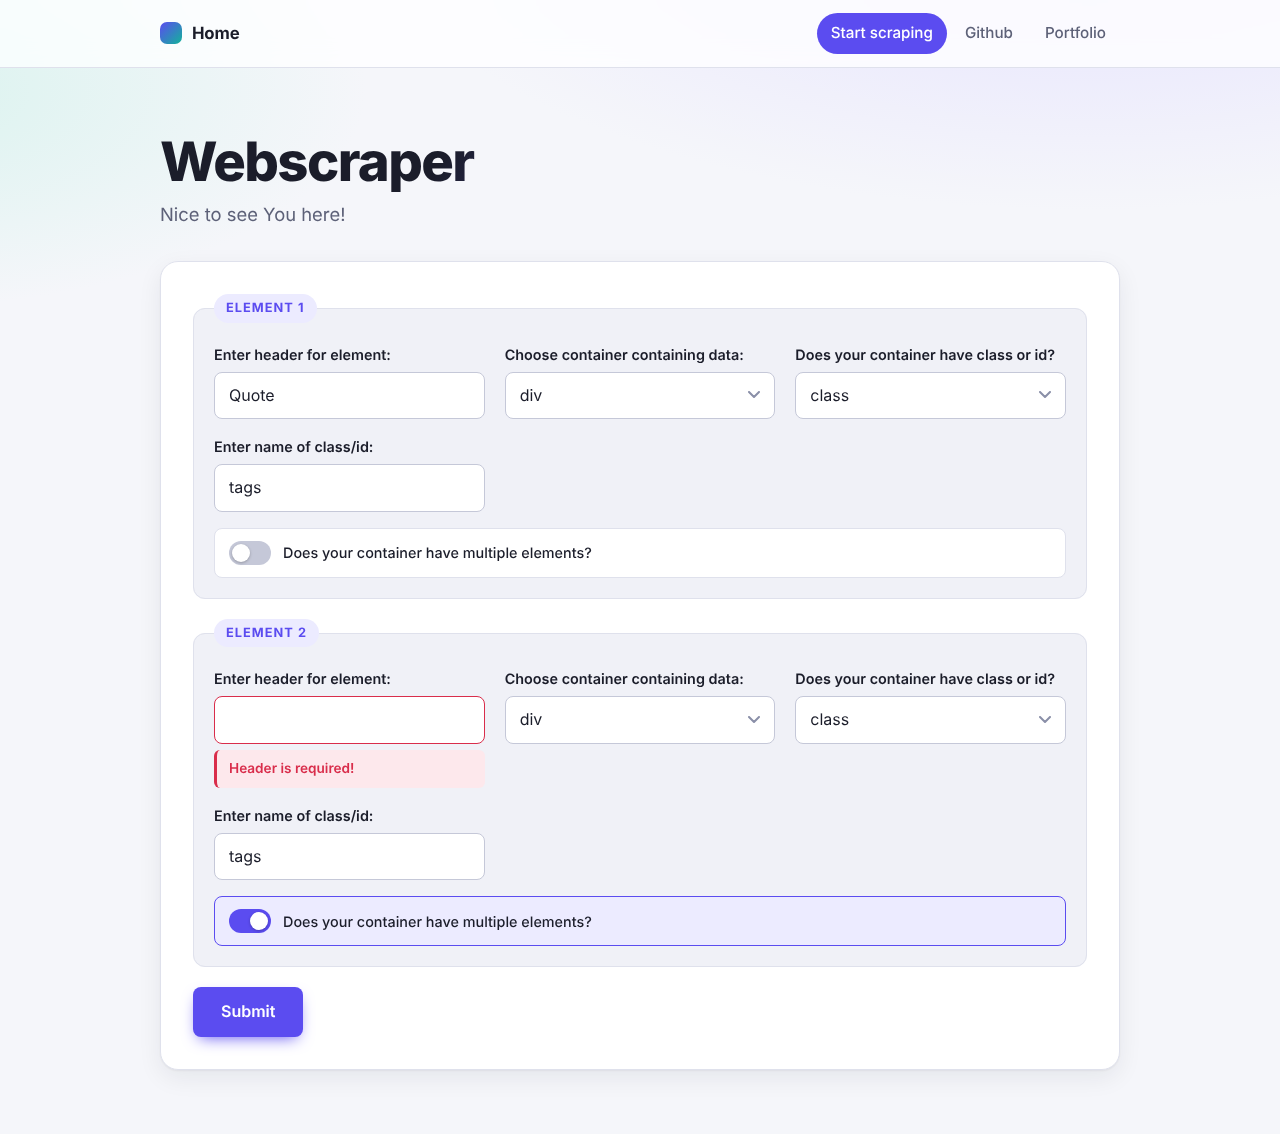 Home
Start scraping
Github
Portfolio
Webscraper
Nice to see You here!
ELEMENT 1
Enter header for element:
Choose container containing data:
Does your container have class or id?
Quote
div
class
Enter name of class/id:
tags
Does your container have multiple elements?
ELEMENT 2
Enter header for element:
Choose container containing data:
Does your container have class or id?
div
class
Header is required!
Enter name of class/id:
tags
Does your container have multiple elements?
Submit